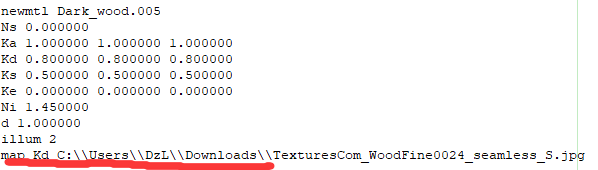 newmtl Dark_wood.005
Ns 0.000000
Ka 1.000000 1.000000 1.000000
Kd 0.800000 0.800000 0.800000
Ks 0.500000 0.500000 0.500000
Ke 0.000000 0.000000 0.000000
Ni 1.450000
d 1.000000
illum 2
map_Kd C:\\Users\\DzL\\Downloads\\TexturesCom_WoodFine0024_seamless_S.jpg